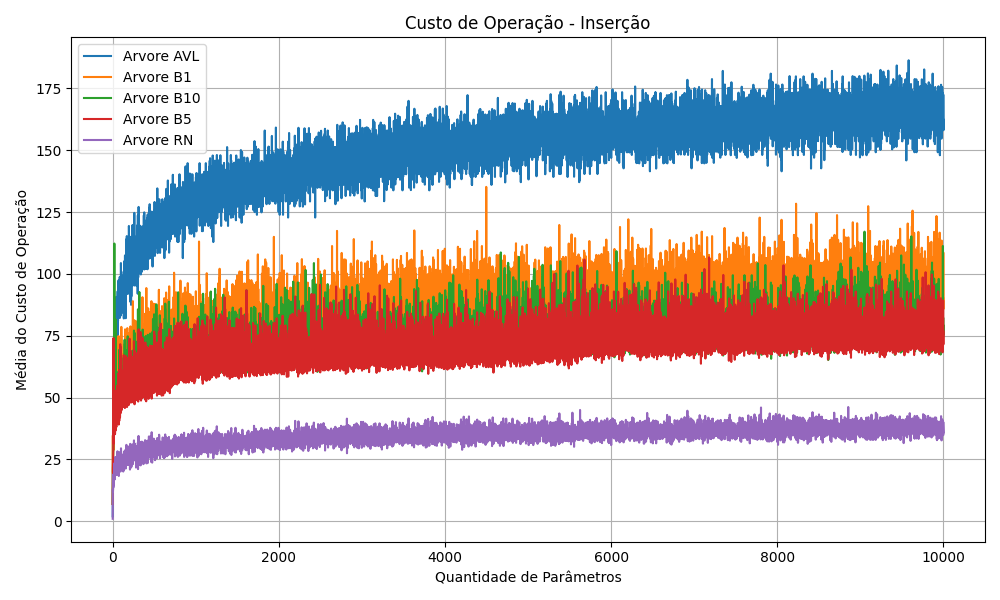 Custo de Operação - Inserção
Arvore AVL
Arvore B1
Arvore B10
Arvore B5
Arvore RN
Média do Custo de Operação
175
150
125
100
75
50
25
0
0 2000 4000 6000 8000 10000
Quantidade de Parâmetros